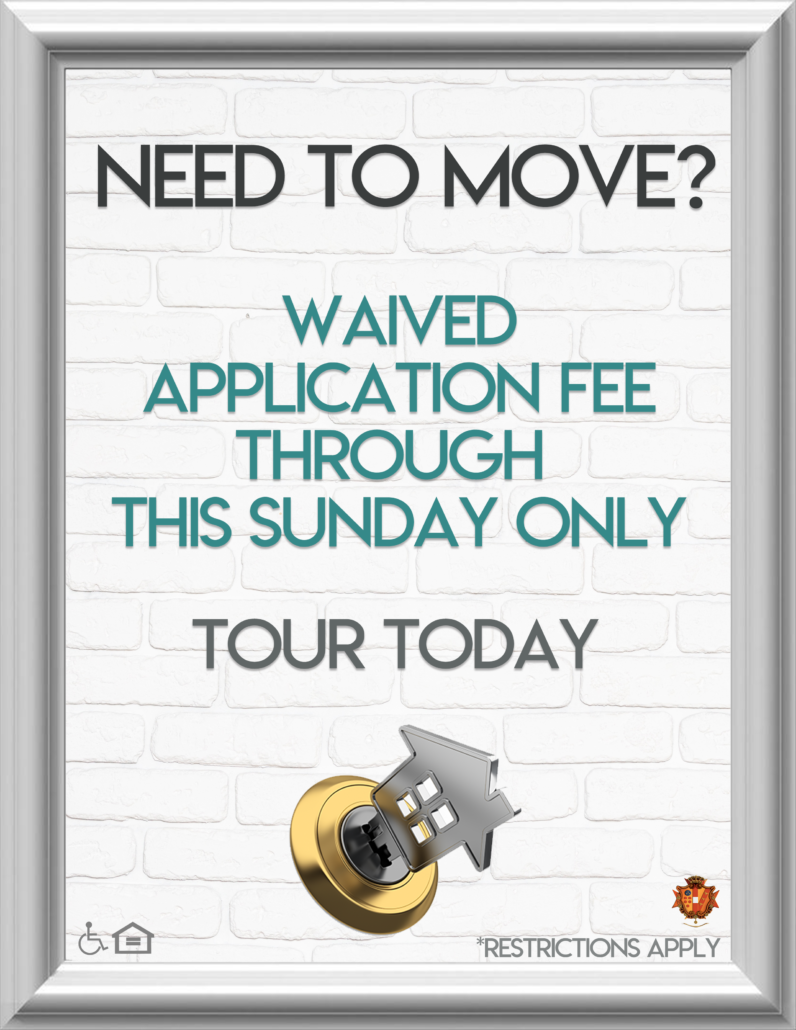 NEED TO MOVE?
WAIVED
APPLICATION FEE
THROUGH
THIS SUNDAY ONLY
TOUR TODAY
*RESTRICTIONS APPLY